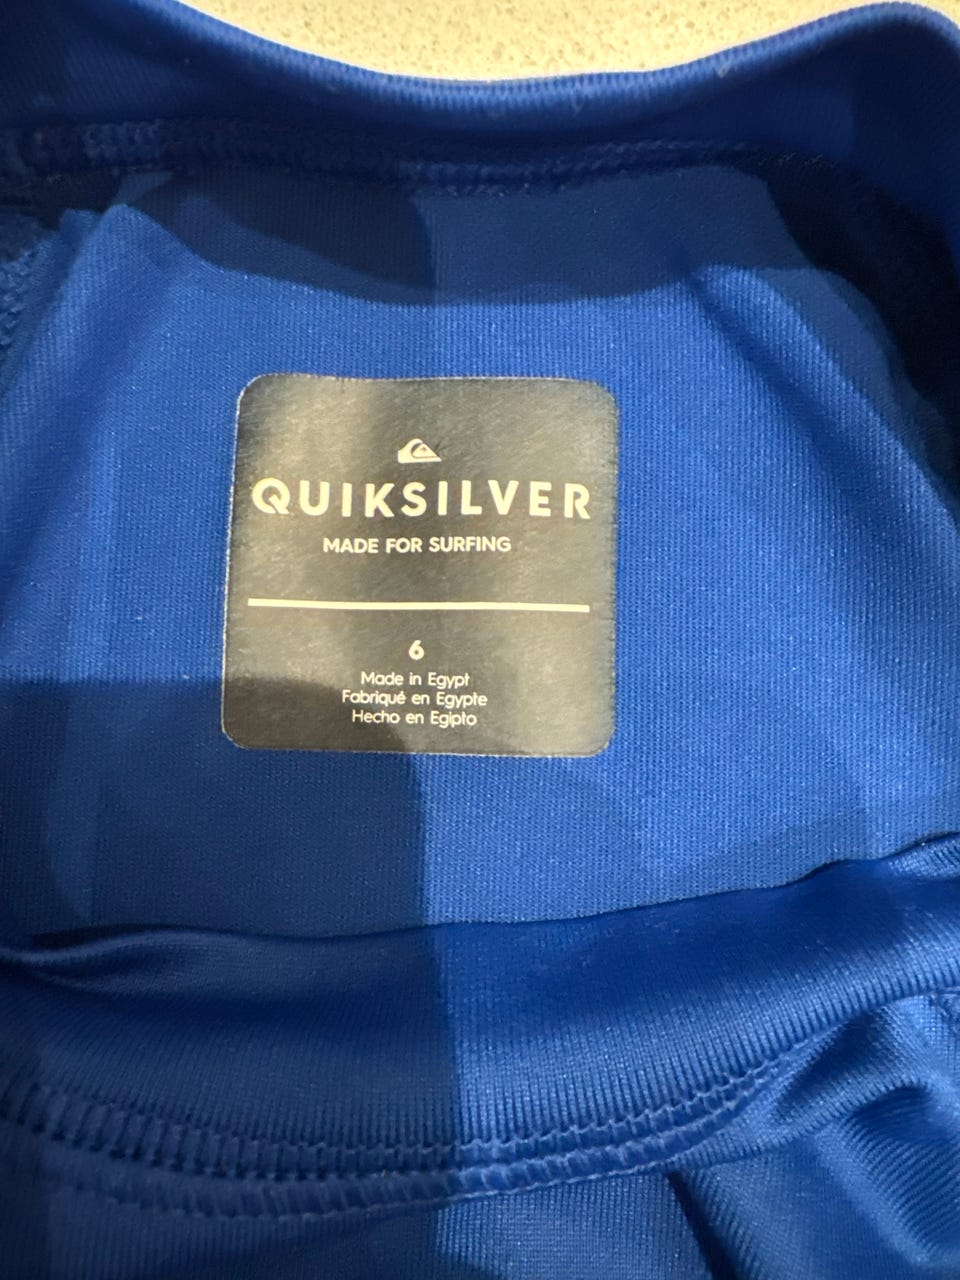 QUIKSILVER
MADE FOR SURFING
6
Made in Egypt
Fabriqué en Egypte
Hecho en Egipto